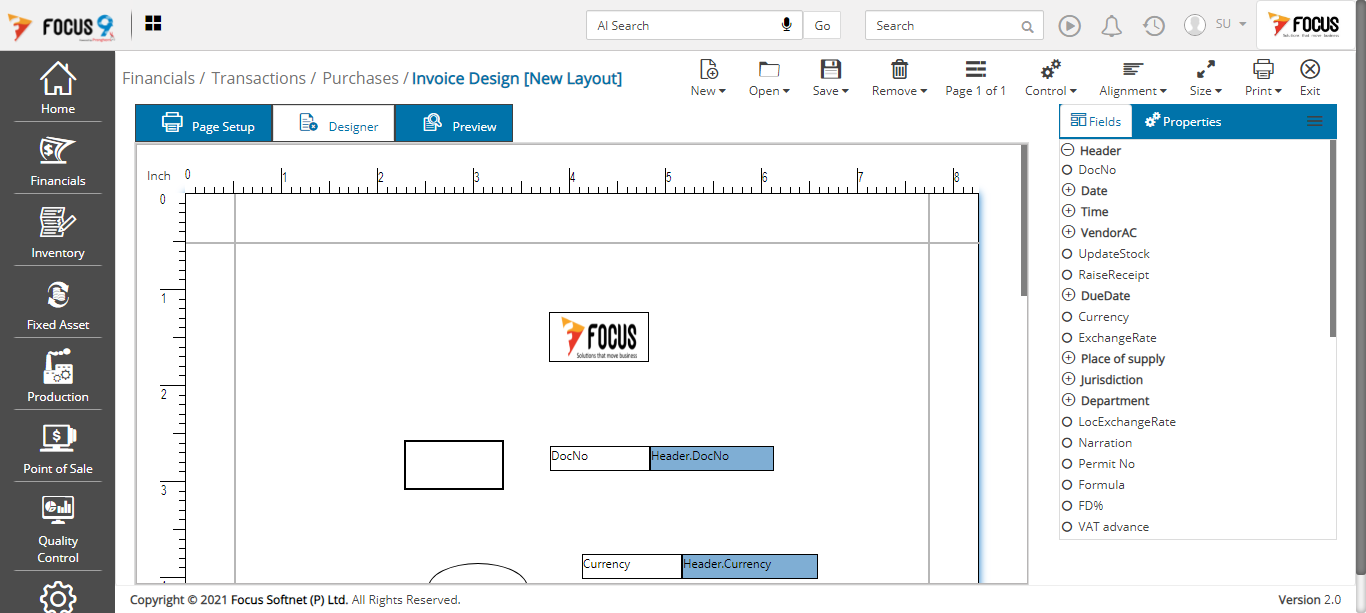 FOCUS 9
AI Search
Go
Search
SU
FOCUS
Solutions that move business
Home
Financials
Inventory
Fixed Asset
Production
Point of Sale
Quality
Control
Financials / Transactions / Purchases / Invoice Design [New Layout]
New
Open
Save
Remove
Page 1 of 1
Control
Alignment
Size
Print
Exit
Page Setup
Designer
Preview
Inch 0 1 2 3 4 5 6 7 8
0
1
2
3
FOCUS
Solutions that move business
DocNo Header.DocNo
Currency Header.Currency
Fields
Properties
Header
DocNo
Date
Time
VendorAC
UpdateStock
RaiseReceipt
DueDate
Currency
ExchangeRate
Place of supply
Jurisdiction
Department
LocExchangeRate
Narration
Permit No
Formula
FD%
VAT advance
Copyright © 2021 Focus Softnet (P) Ltd. All Rights Reserved.
Version 2.0